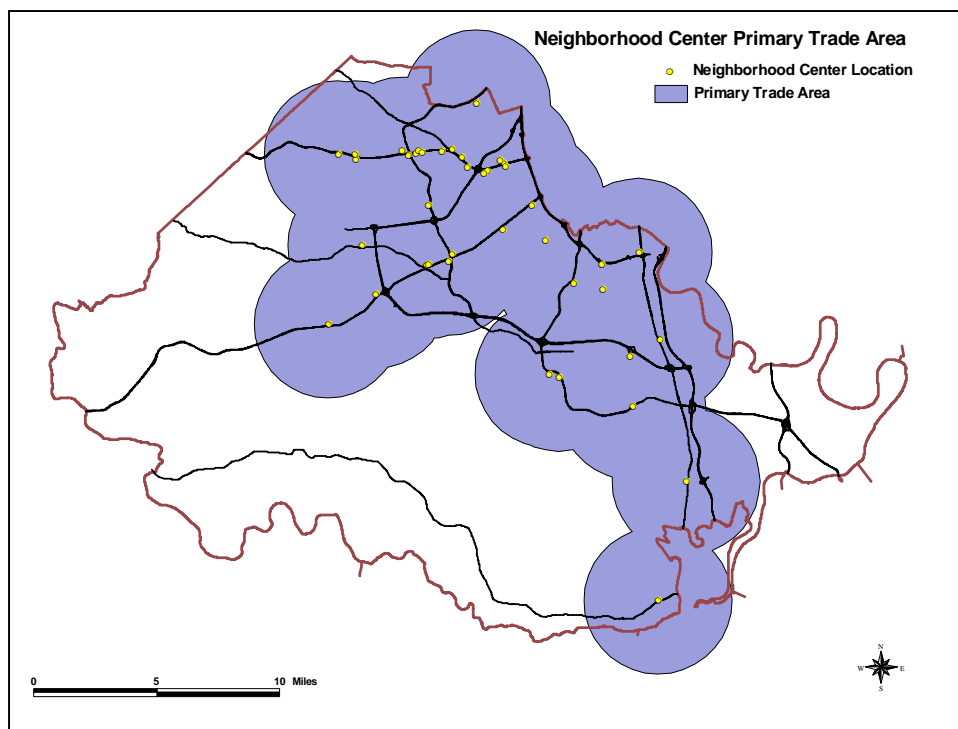 Neighborhood Center Primary Trade Area
Neighborhood Center Location
Primary Trade Area
N
W E
S
0 5 10 Miles